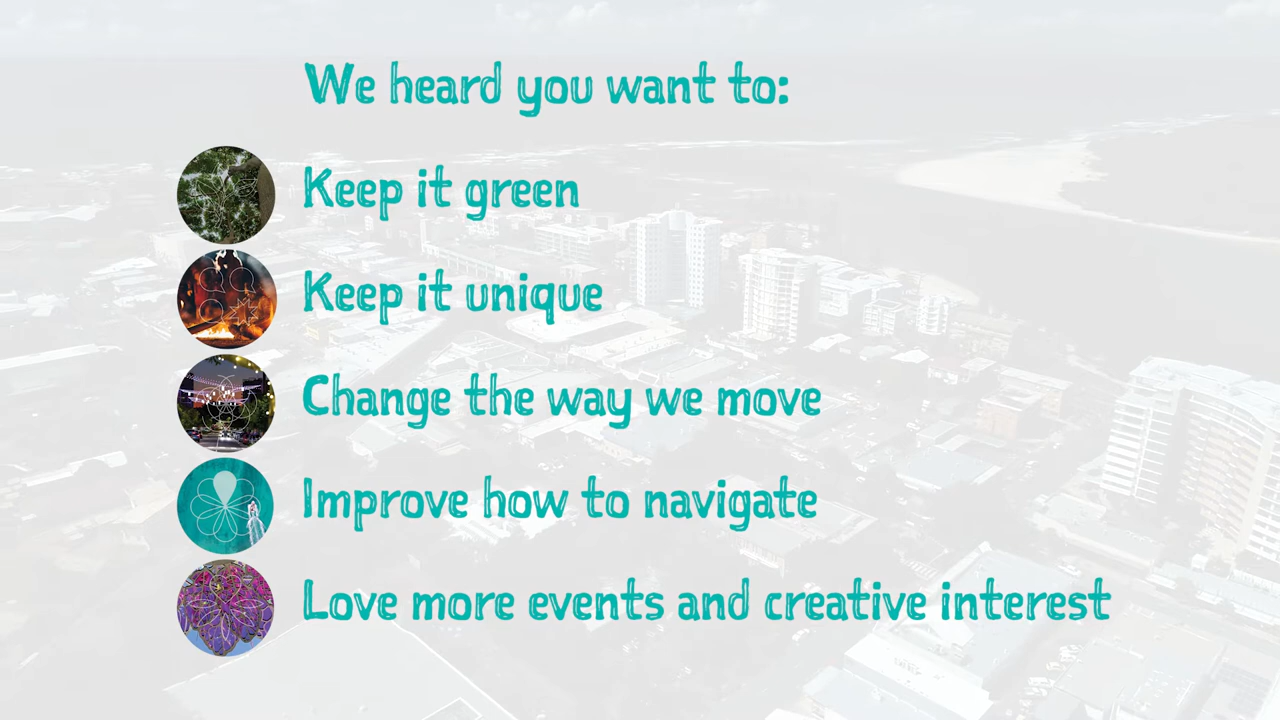 We heard you want to:
Keep it green
Keep it unique
Change the way we move
Improve how to navigate
Love more events and creative interest